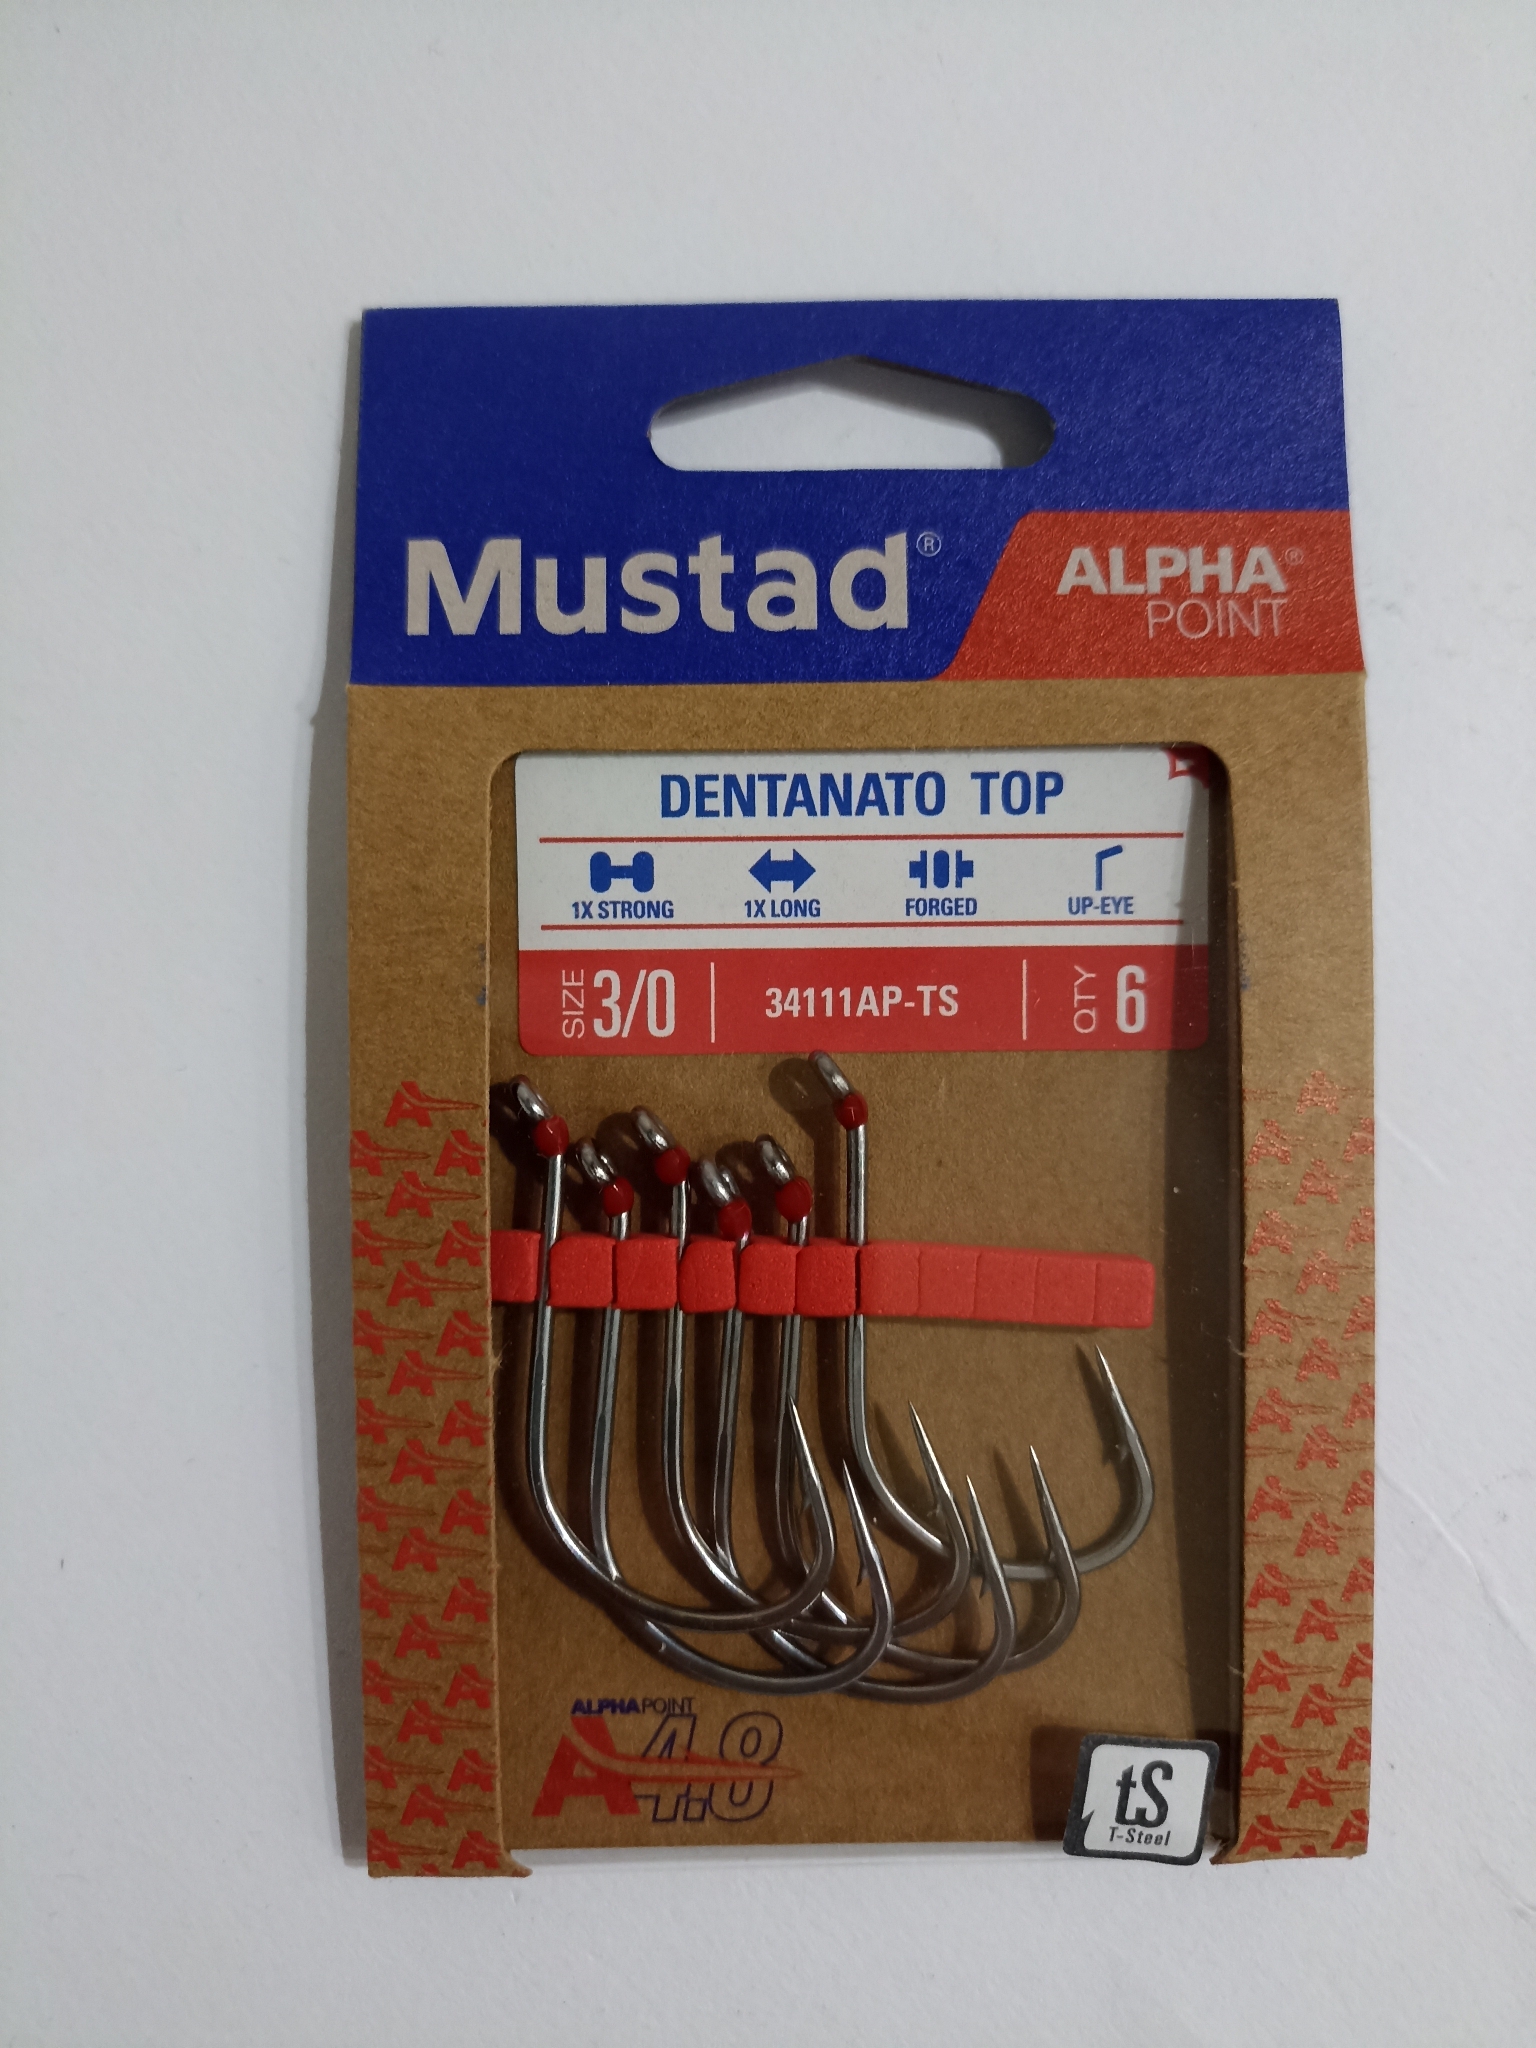 Mustad®
ALPHA®
POINT
DENTANATO TOP
1X STRONG 1X LONG FORGED UP-EYE
SIZE 3/0 34111AP-TS QTY 6
ALPHAPOINT
A4.8
tS
T-Steel